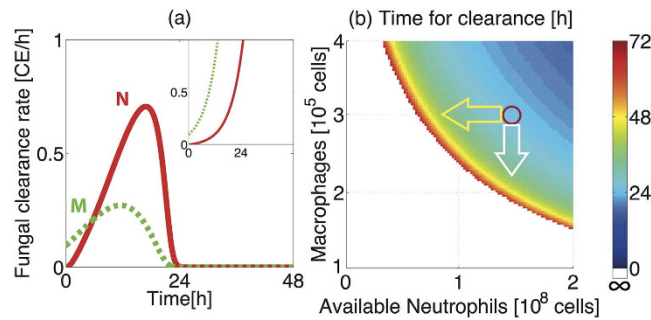 (a)
Fungal clearance rate [CE/h]
1
0.5
0
N
M
0.5
0
0
24
0
24
48
Time[h]
(b) Time for clearance [h]
Macrophages [10⁵ cells]
4
3
2
1
1
2
Available Neutrophils [10⁸ cells]
72
48
24
0
∞